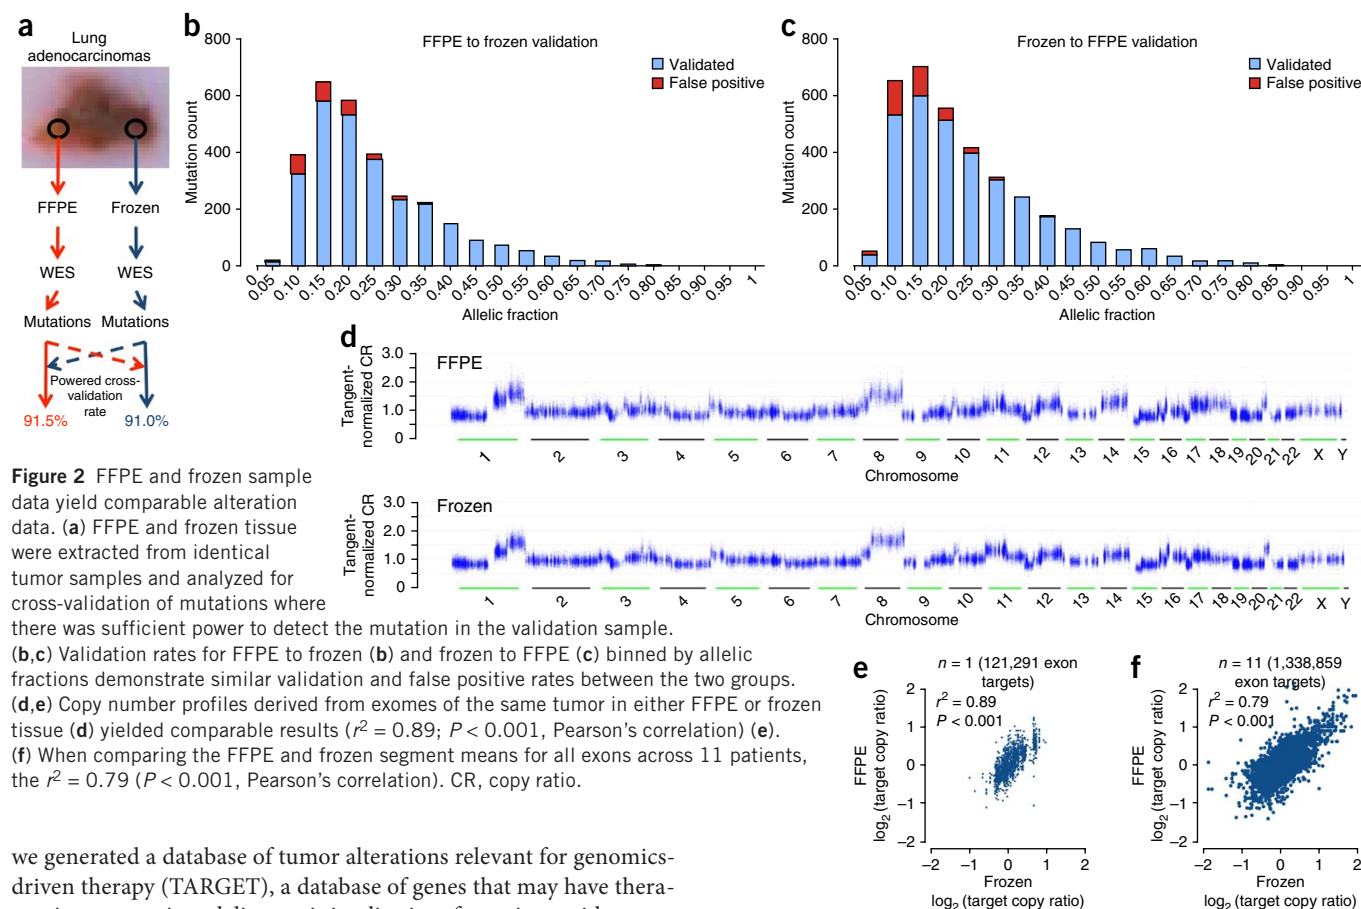 a
Lung
adenocarcinomas
FFPE
Frozen
WES
WES
Mutations
Mutations
Powered cross-
validation
rate
91.5%
91.0%
b
FFPE to frozen validation
Validated
False positive
Mutation count
800
600
400
200
0
0
0.05
0.10
0.15
0.20
0.25
0.30
0.35
0.40
0.45
0.50
0.55
0.60
0.65
0.70
0.75
0.80
0.85
0.90
0.95
1
Allelic fraction
c
Frozen to FFPE validation
Validated
False positive
Mutation count
800
600
400
200
0
0
0.05
0.10
0.15
0.20
0.25
0.30
0.35
0.40
0.45
0.50
0.55
0.60
0.65
0.70
0.75
0.80
0.85
0.90
0.95
1
Allelic fraction
d
FFPE
Tangent-
normalized CR
3.0
2.0
1.0
0
1 2 3 4 5 6 7 8 9 10 11 12 13 14 15 16 17 18 19 20 21 22 X Y
Chromosome
Frozen
Tangent-
normalized CR
3.0
2.0
1.0
0
1 2 3 4 5 6 7 8 9 10 11 12 13 14 15 16 17 18 19 20 21 22 X Y
Chromosome
Figure 2 FFPE and frozen sample
data yield comparable alteration
data. (a) FFPE and frozen tissue
were extracted from identical
tumor samples and analyzed for
cross-validation of mutations where
there was sufficient power to detect the mutation in the validation sample.
(b,c) Validation rates for FFPE to frozen (b) and frozen to FFPE (c) binned by allelic
fractions demonstrate similar validation and false positive rates between the two groups.
(d,e) Copy number profiles derived from exomes of the same tumor in either FFPE or frozen
tissue (d) yielded comparable results (r² = 0.89; P < 0.001, Pearson's correlation) (e).
(f) When comparing the FFPE and frozen segment means for all exons across 11 patients,
the r² = 0.79 (P < 0.001, Pearson's correlation). CR, copy ratio.
e
n = 1 (121,291 exon
targets)
r² = 0.89
P < 0.001
FFPE
log₂ (target copy ratio)
2
1
0
–1
–2
–2 –1 0 1 2
Frozen
log₂ (target copy ratio)
f
n = 11 (1,338,859
exon targets)
r² = 0.79
P < 0.001
FFPE
log₂ (target copy ratio)
2
1
0
–1
–2
–2 –1 0 1 2
Frozen
log₂ (target copy ratio)
we generated a database of tumor alterations relevant for genomics-
driven therapy (TARGET), a database of genes that may have thera-